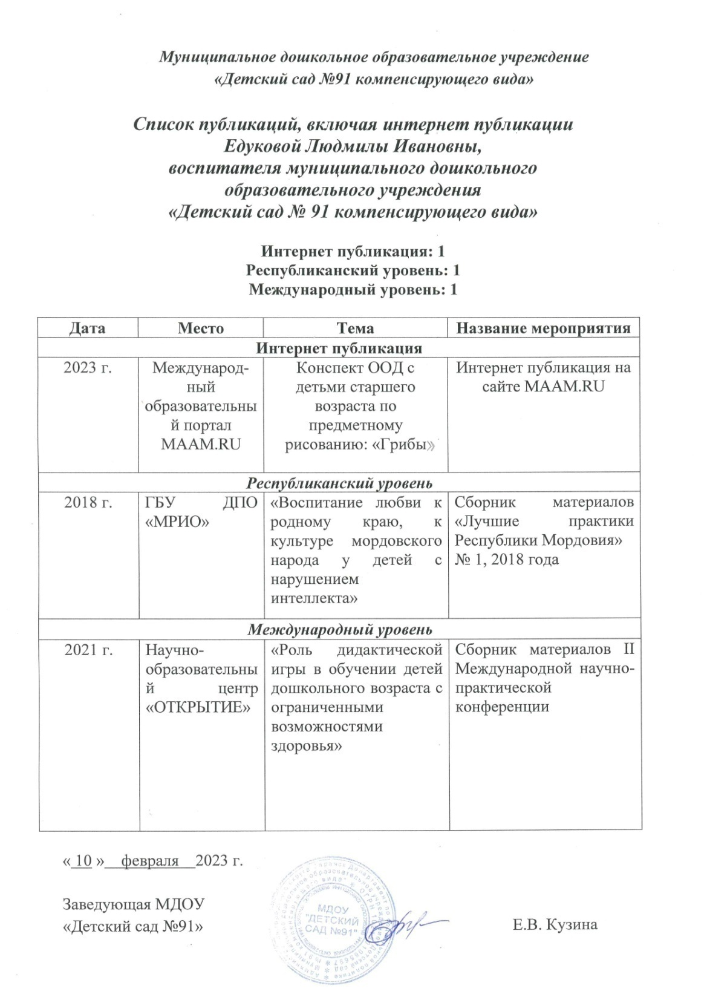 Муниципальное дошкольное образовательное учреждение
«Детский сад №91 компенсирующего вида»
Список публикаций, включая интернет публикации
Едуковой Людмилы Ивановны,
воспитателя муниципального дошкольного
образовательного учреждения
«Детский сад № 91 компенсирующего вида»
Интернет публикация: 1
Республиканский уровень: 1
Международный уровень: 1
Дата Место Тема Название мероприятия
Интернет публикация
2023 г.
Международ-
ный
образовательны
й портал
MAAM.RU
Конспект ООД с
детьми старшего
возраста по
предметному
рисованию: «Грибы»
Интернет публикация на
сайте MAAM.RU
Республиканский уровень
2018 г.
ГБУ ДПО
«МРИО»
«Воспитание любви к
родному краю, к
культуре мордовского
народа у детей с
нарушением
интеллекта»
Сборник материалов
«Лучшие практики
Республики Мордовия»
№ 1, 2018 года
Международный уровень
2021 г.
Научно-
образовательны
й центр
«ОТКРЫТИЕ»
«Роль дидактической
игры в обучении детей
дошкольного возраста с
ограниченными
возможностями
здоровья»
Сборник материалов II
Международной научно-
практической
конференции
« 10 » февраля 2023 г.
Заведующая МДОУ
«Детский сад №91»
Е.В. Кузина
МДОУ
"ДЕТСКИЙ
САД №91"